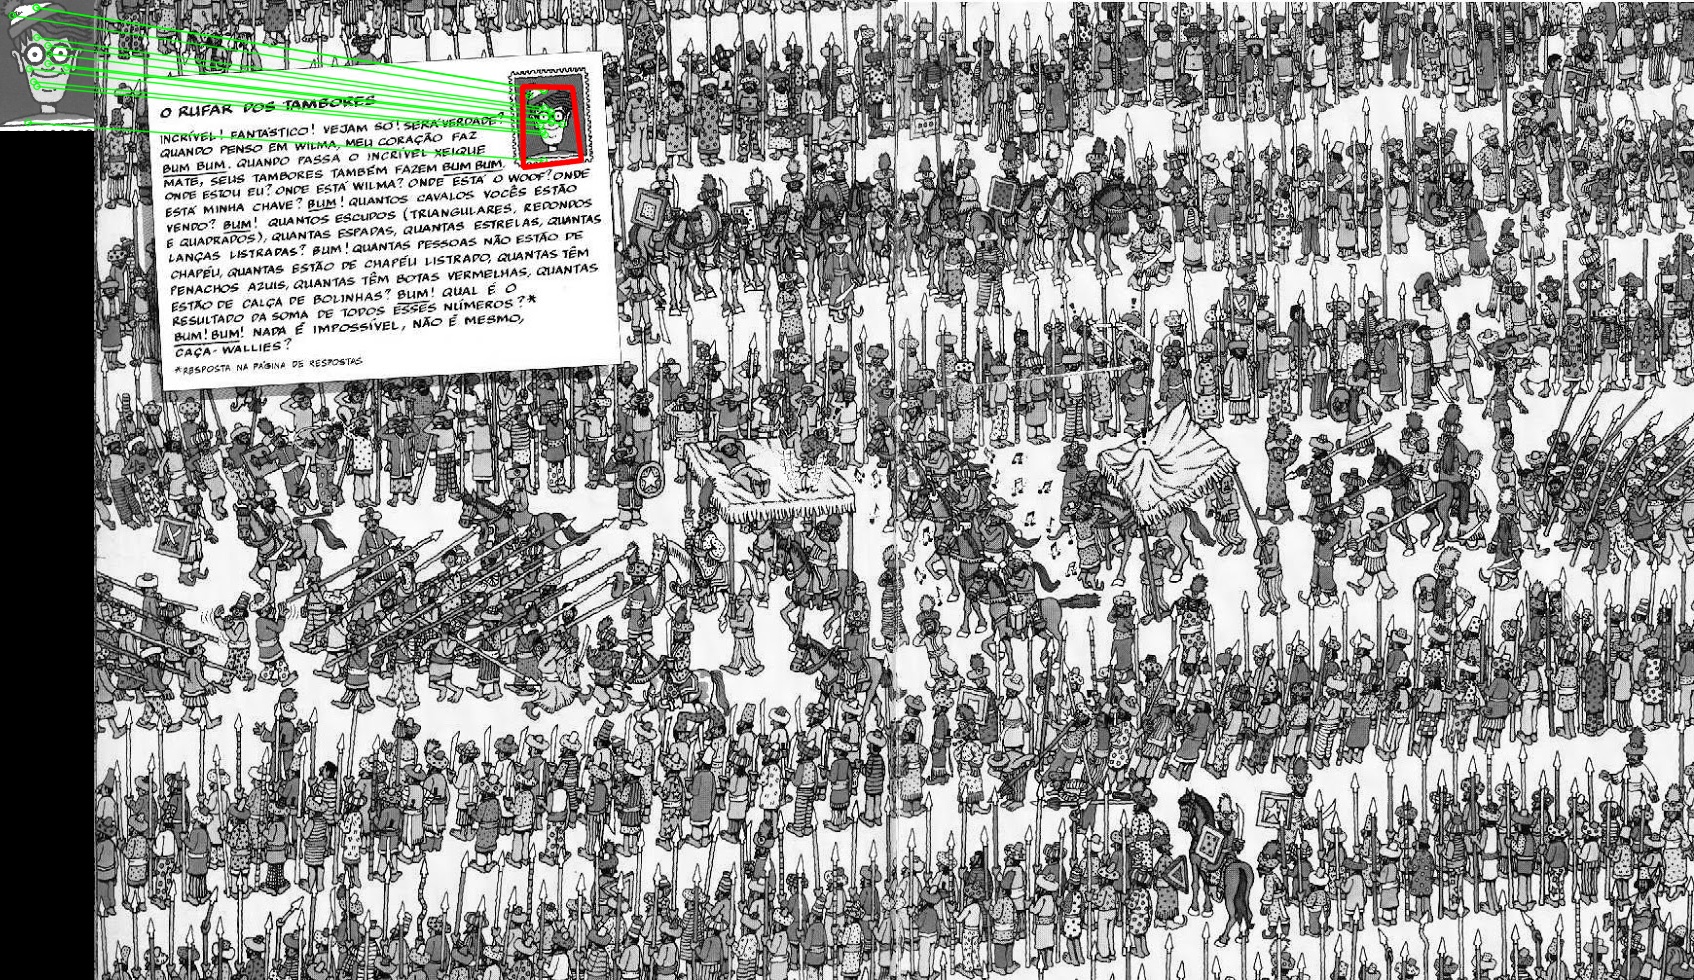 O RUFAR DOS TAMBORES
INCRÍVEL! FANTÁSTICO! VEJAM SÓ! SERÁ VERDADE?
QUANDO PENSO EM WILMA, MEU CORAÇÃO FAZ
BUM BUM. QUANDO PASSA O INCRÍVEL XEIQUE
MATE, SEUS TAMBORES TAMBÉM FAZEM BUM BUM.
ONDE ESTOU EU? ONDE ESTÁ WILMA? ONDE ESTÁ O WOOF? ONDE
ESTÁ MINHA CHAVE? BUM! QUANTOS CAVALOS VOCÊS ESTÃO
VENDO? BUM! QUANTOS ESCUDOS (TRIANGULARES, REDONDOS
E QUADRADOS), QUANTAS ESPADAS, QUANTAS ESTRELAS, QUANTAS
LANÇAS LISTRADAS? BUM! QUANTAS PESSOAS NÃO ESTÃO DE
CHAPÉU, QUANTAS ESTÃO DE CHAPÉU LISTRADO, QUANTAS TÊM
PENACHOS AZUIS, QUANTAS TÊM BOTAS VERMELHAS, QUANTAS
ESTÃO DE CALÇA DE BOLINHAS? BUM! QUAL É O
RESULTADO DA SOMA DE TODOS ESSES NÚMEROS?*
BUM! BUM! NADA É IMPOSSÍVEL, NÃO É MESMO,
CAÇA-WALLIES?
*RESPOSTA NA PÁGINA DE RESPOSTAS